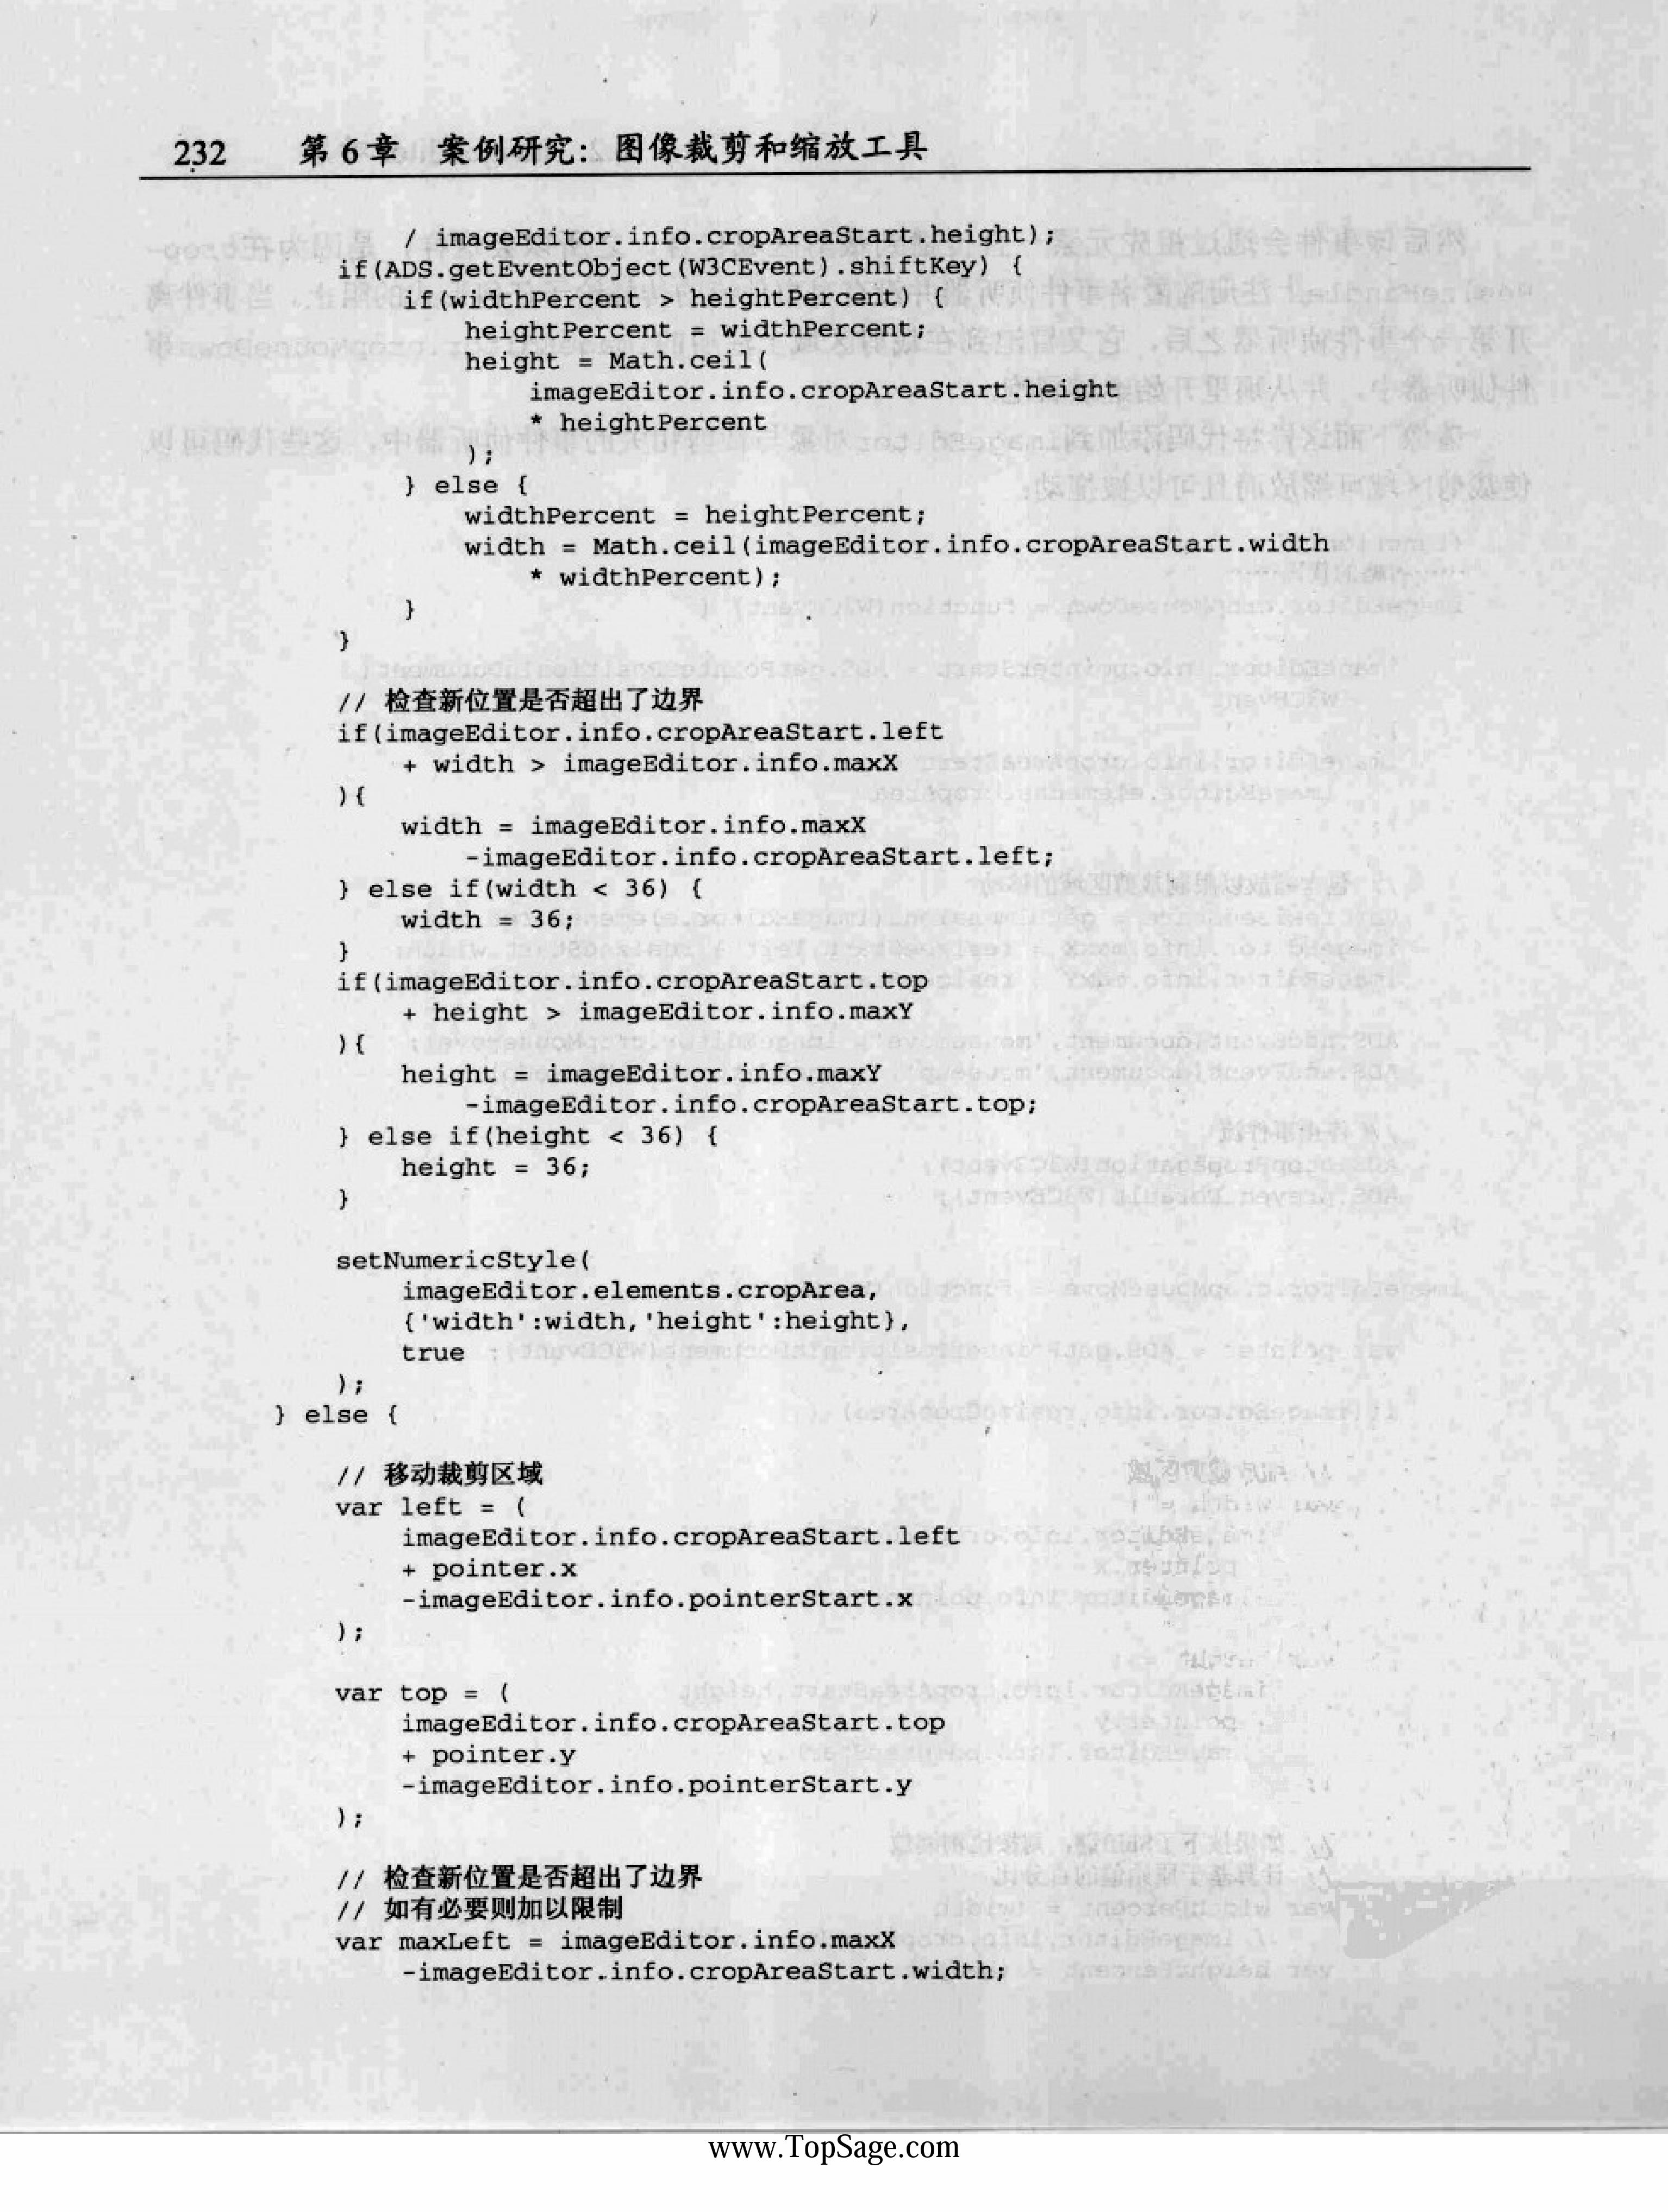 232 第6章 案例研究：图像裁剪和缩放工具
/ imageEditor.info.cropAreaStart.height);
if(ADS.getEventObject(W3CEvent).shiftKey) {
if(widthPercent > heightPercent) {
heightPercent = widthPercent;
height = Math.ceil(
imageEditor.info.cropAreaStart.height
* heightPercent
);
} else {
widthPercent = heightPercent;
width = Math.ceil(imageEditor.info.cropAreaStart.width
* widthPercent);
}
}
// 检查新位置是否超出了边界
if(imageEditor.info.cropAreaStart.left
+ width > imageEditor.info.maxX
){
width = imageEditor.info.maxX
-imageEditor.info.cropAreaStart.left;
} else if(width < 36) {
width = 36;
}
if(imageEditor.info.cropAreaStart.top
+ height > imageEditor.info.maxY
){
height = imageEditor.info.maxY
-imageEditor.info.cropAreaStart.top;
} else if(height < 36) {
height = 36;
}
setNumericStyle(
imageEditor.elements.cropArea,
{'width':width,'height':height},
true
);
} else {
// 移动裁剪区域
var left = (
imageEditor.info.cropAreaStart.left
+ pointer.x
-imageEditor.info.pointerStart.x
);
var top = (
imageEditor.info.cropAreaStart.top
+ pointer.y
-imageEditor.info.pointerStart.y
);
// 检查新位置是否超出了边界
// 如有必要则加以限制
var maxLeft = imageEditor.info.maxX
-imageEditor.info.cropAreaStart.width;
www.TopSage.com